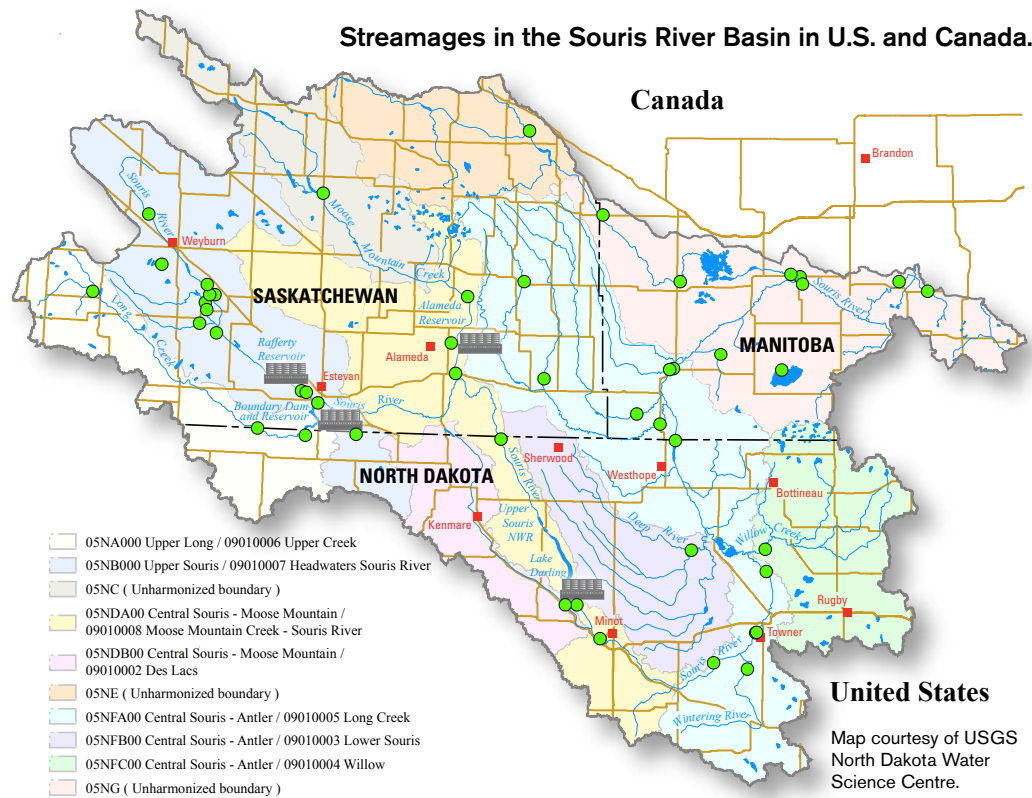 Streamages in the Souris River Basin in U.S. and Canada.
Canada
Brandon
Souris
River
Weyburn
Moose
Mountain
Creek
SASKATCHEWAN
Long
Creek
Alameda
Reservoir
Souris River
MANITOBA
Rafferty
Reservoir
Alameda
Estevan
Souris River
Boundary Dam
and Reservoir
NORTH DAKOTA
Sherwood
Souris River
Westhope
Bottineau
Kenmare
Upper
Souris
NWR
Deep River
Willow Creek
Lake
Darling
Rugby
Minot
Towner
Souris River
Wintering River
United States
Map courtesy of USGS
North Dakota Water
Science Centre.
05NA000 Upper Long / 09010006 Upper Creek
05NB000 Upper Souris / 09010007 Headwaters Souris River
05NC ( Unharmonized boundary )
05NDA00 Central Souris - Moose Mountain /
09010008 Moose Mountain Creek - Souris River
05NDB00 Central Souris - Moose Mountain /
09010002 Des Lacs
05NE ( Unharmonized boundary )
05NFA00 Central Souris - Antler / 09010005 Long Creek
05NFB00 Central Souris - Antler / 09010003 Lower Souris
05NFC00 Central Souris - Antler / 09010004 Willow
05NG ( Unharmonized boundary )